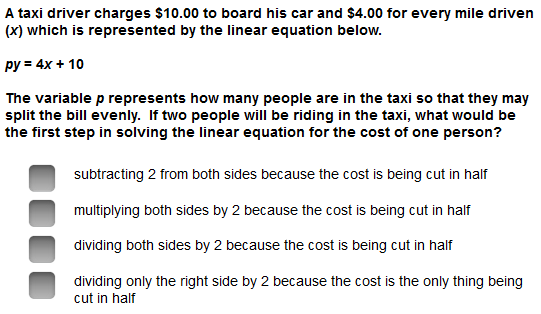 A taxi driver charges $10.00 to board his car and $4.00 for every mile driven
(x) which is represented by the linear equation below.
py = 4x + 10
The variable p represents how many people are in the taxi so that they may
split the bill evenly.  If two people will be riding in the taxi, what would be
the first step in solving the linear equation for the cost of one person?
subtracting 2 from both sides because the cost is being cut in half
multiplying both sides by 2 because the cost is being cut in half
dividing both sides by 2 because the cost is being cut in half
dividing only the right side by 2 because the cost is the only thing being
cut in half